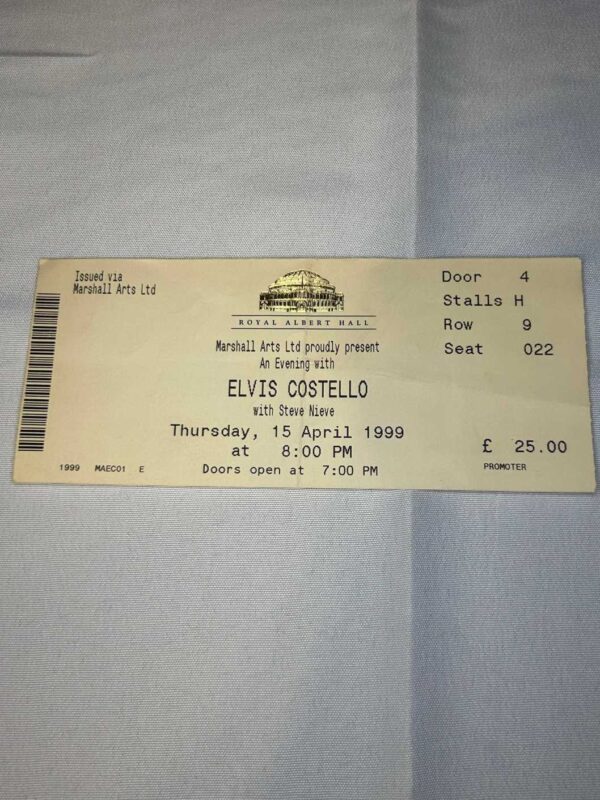 Issued via
Marshall Arts Ltd
ROYAL ALBERT HALL
Marshall Arts Ltd proudly present
An Evening with
ELVIS COSTELLO
with Steve Nieve
Thursday, 15 April 1999
at 8:00 PM
Doors open at 7:00 PM
1999 MAEC01 E
Door 4
Stalls H
Row 9
Seat 022
£ 25.00
PROMOTER